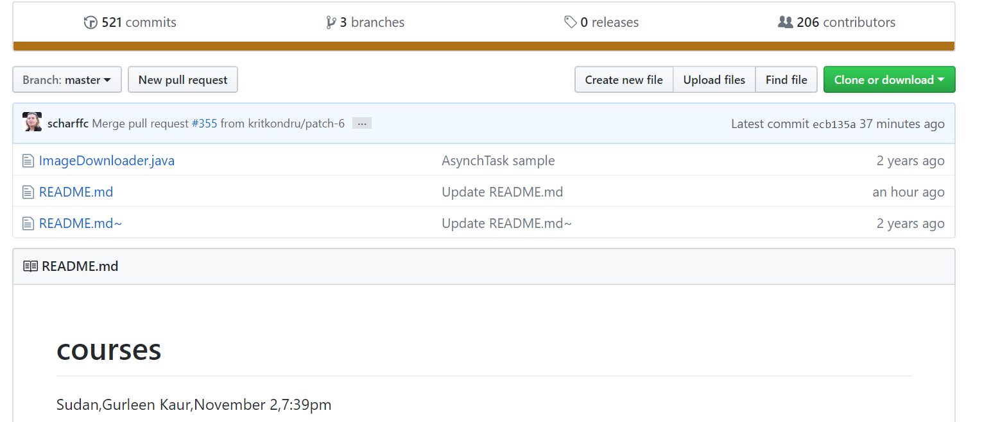 521 commits 3 branches 0 releases 206 contributors
Branch: master New pull request Create new file Upload files Find file Clone or download
scharffc Merge pull request #355 from kritkondru/patch-6 ... Latest commit ecb135a 37 minutes ago
ImageDownloader.java AsynchTask sample 2 years ago
README.md Update README.md an hour ago
README.md~ Update README.md~ 2 years ago
README.md
courses
Sudan,Gurleen Kaur,November 2,7:39pm